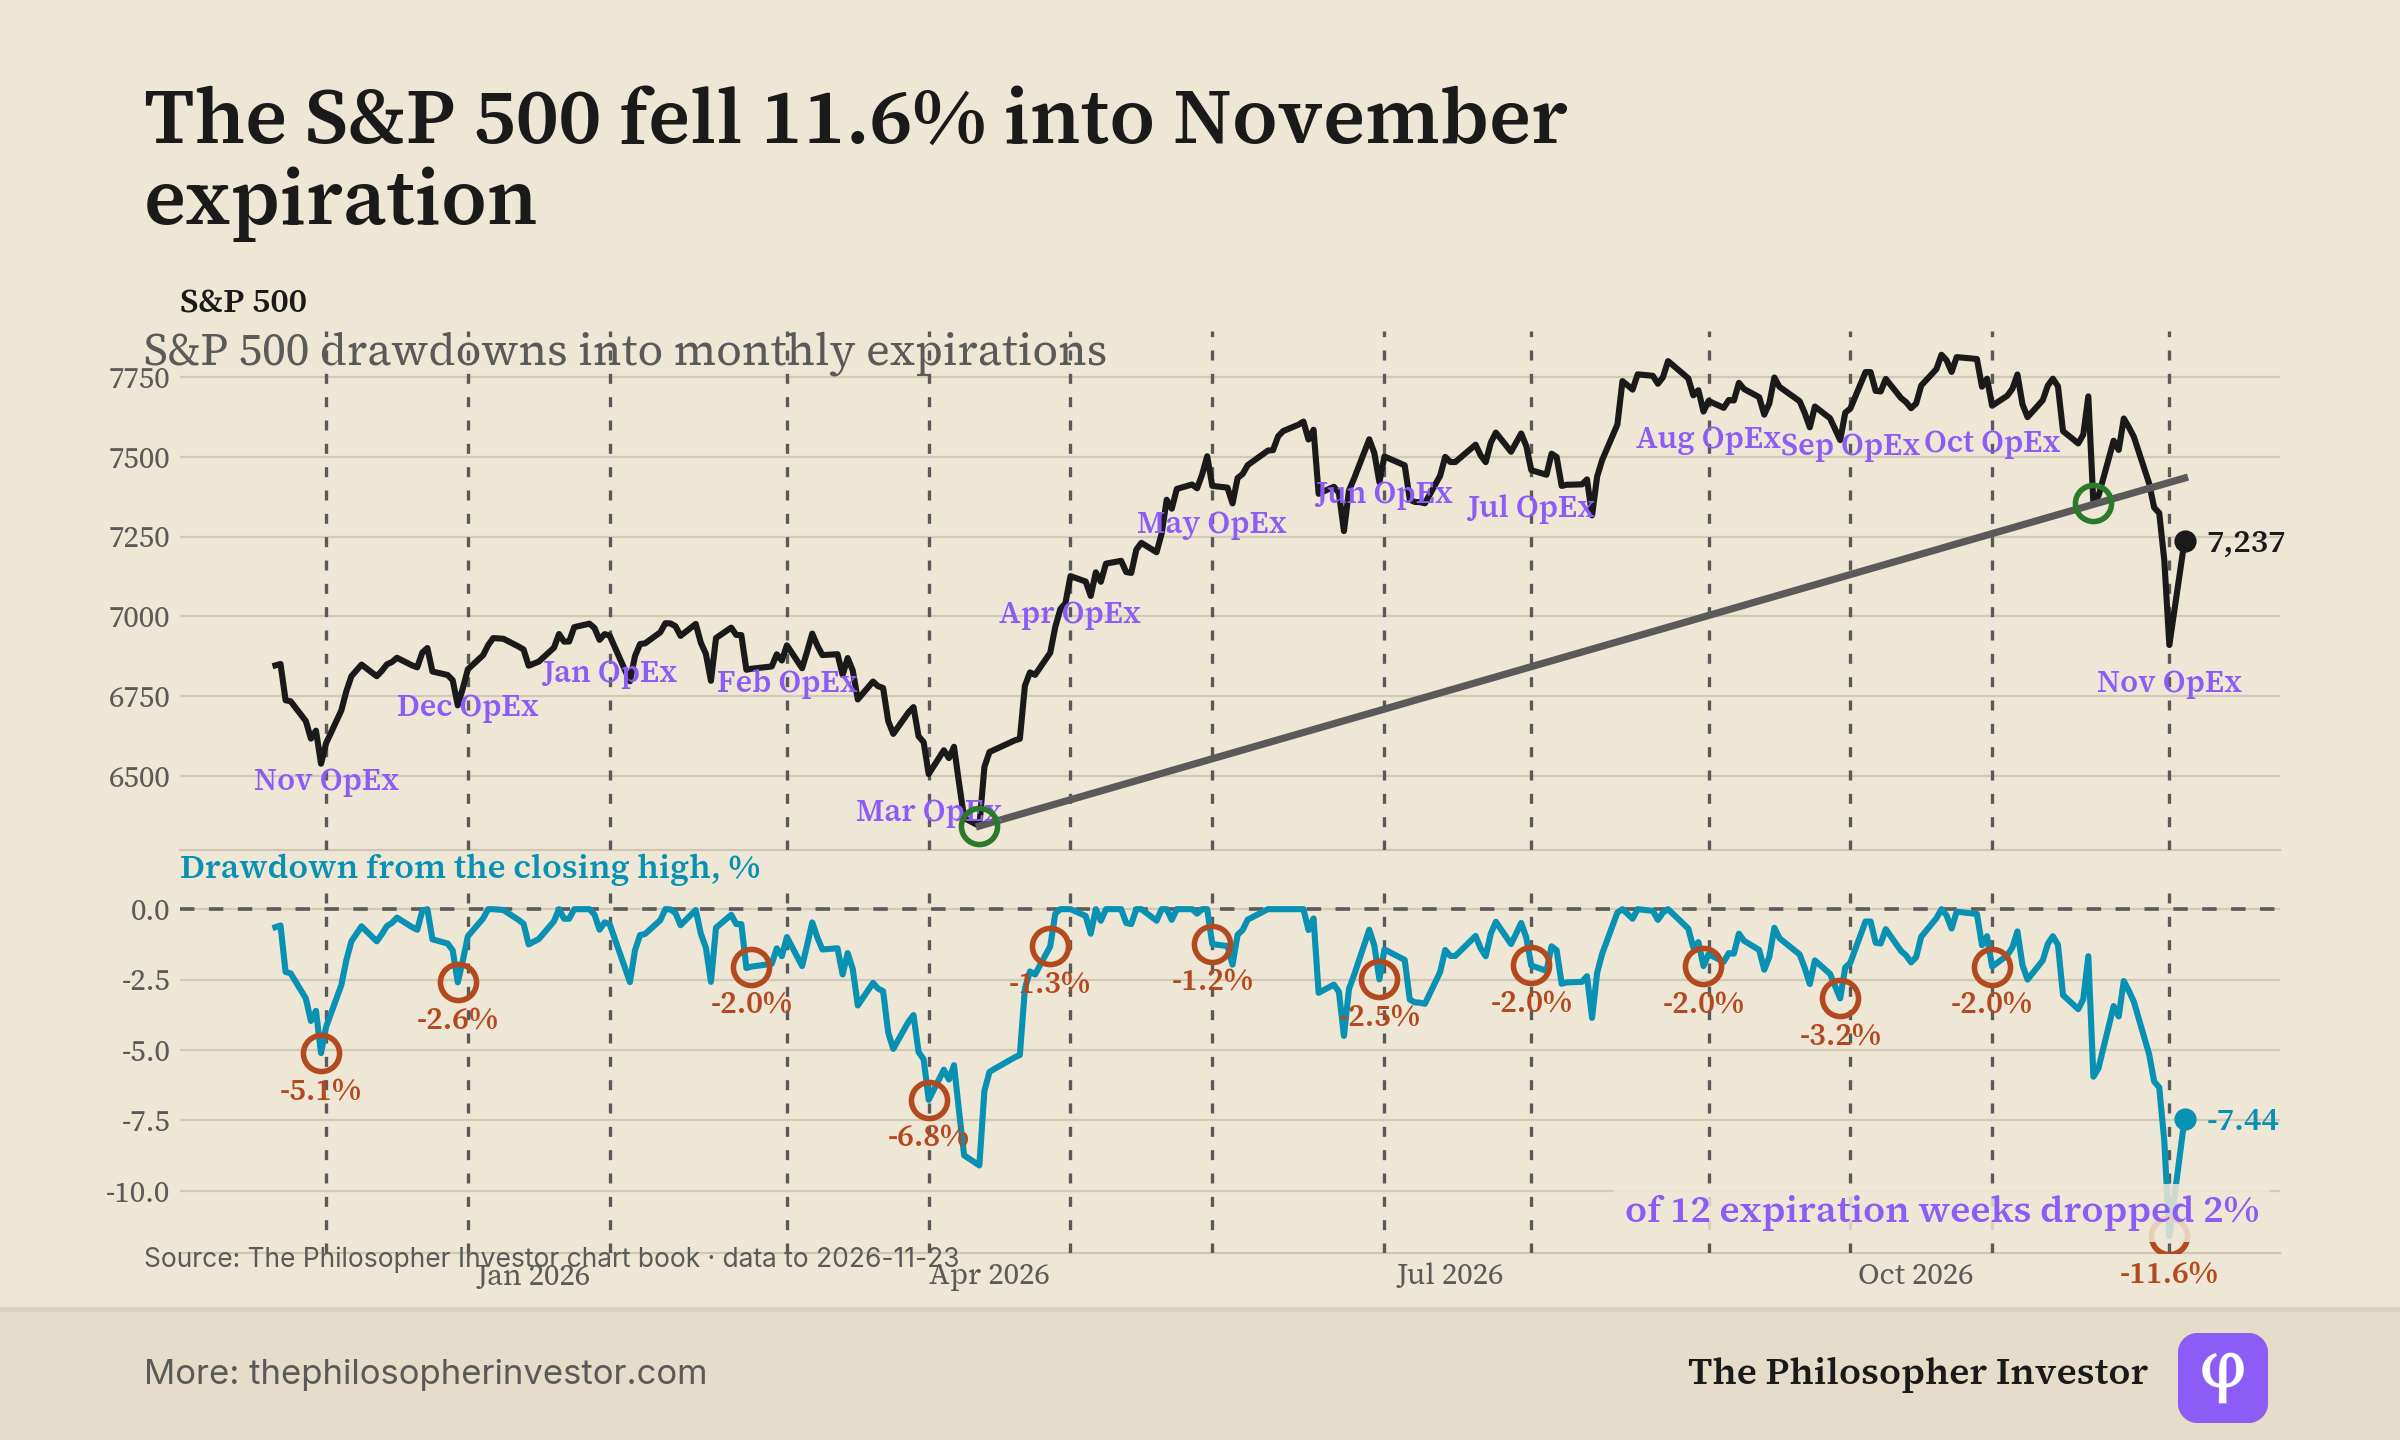 The S&P 500 fell 11.6% into November
expiration
S&P 500
S&P 500 drawdowns into monthly expirations
7750
7500
7250
7000
6750
6500
Nov OpEx
Dec OpEx
Jan OpEx
Feb OpEx
Mar OpEx
Apr OpEx
May OpEx
Jun OpEx
Jul OpEx
Aug OpEx
Sep OpEx
Oct OpEx
Nov OpEx
7,237
Drawdown from the closing high, %
0.0
-2.5
-5.0
-7.5
-10.0
-5.1%
-2.6%
-2.0%
-6.8%
-1.3%
-1.2%
-2.5%
-2.0%
-2.0%
-3.2%
-2.0%
-7.44
of 12 expiration weeks dropped 2%
-11.6%
Source: The Philosopher Investor chart book · data to 2026-11-23
Jan 2026
Apr 2026
Jul 2026
Oct 2026
More: thephilosopherinvestor.com
The Philosopher Investor
φ